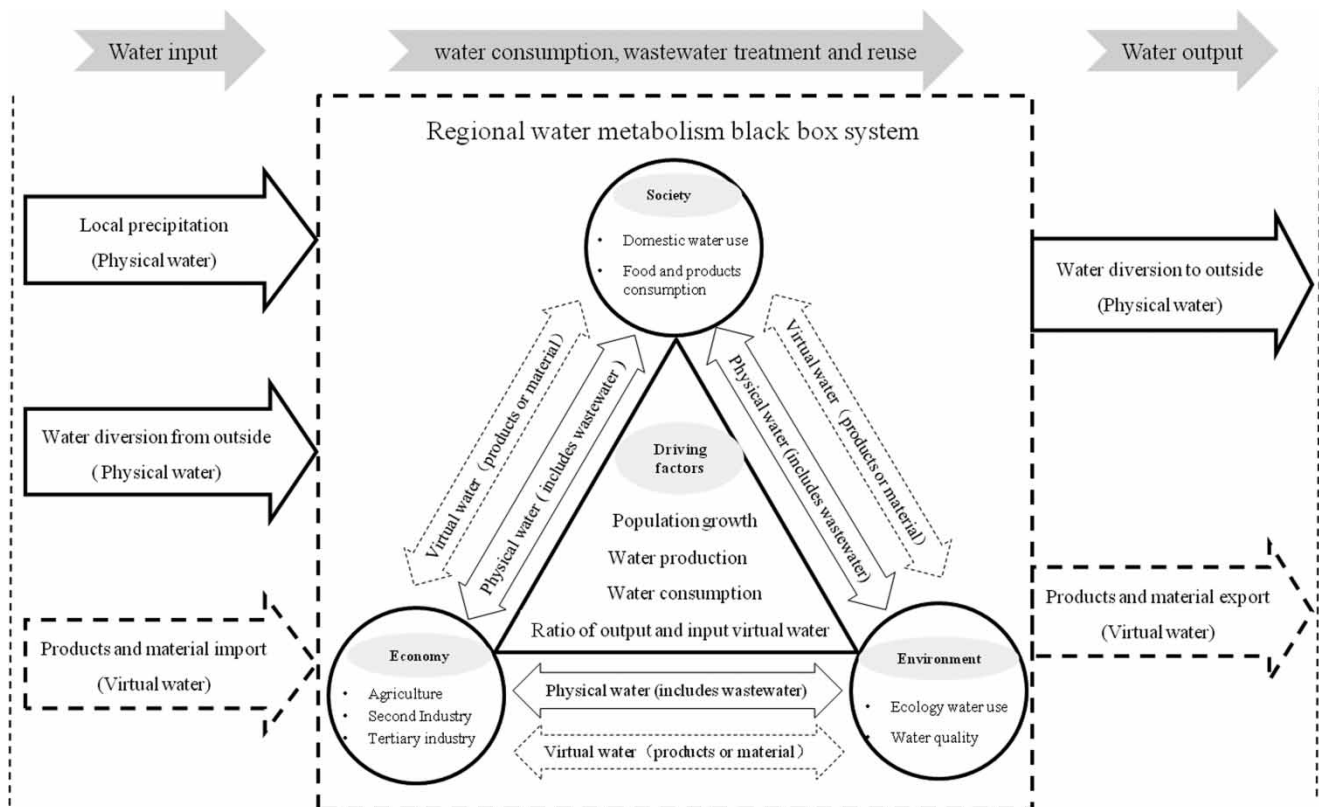 Water input
water consumption, wastewater treatment and reuse
Water output
Regional water metabolism black box system
Local precipitation
(Physical water)
Water diversion from outside
( Physical water)
Products and material import
(Virtual water)
Society
• Domestic water use
• Food and products
consumption
Virtual water（products or material）
Physical water ( includes wastewater )
Virtual water（products or material）
Physical water (includes wastewater)
Driving
factors
Population growth
Water production
Water consumption
Ratio of output and input virtual water
Economy
• Agriculture
• Second Industry
• Tertiary industry
Physical water (includes wastewater)
Virtual water（products or material）
Environment
• Ecology water use
• Water quality
Water diversion to outside
(Physical water)
Products and material export
(Virtual water)